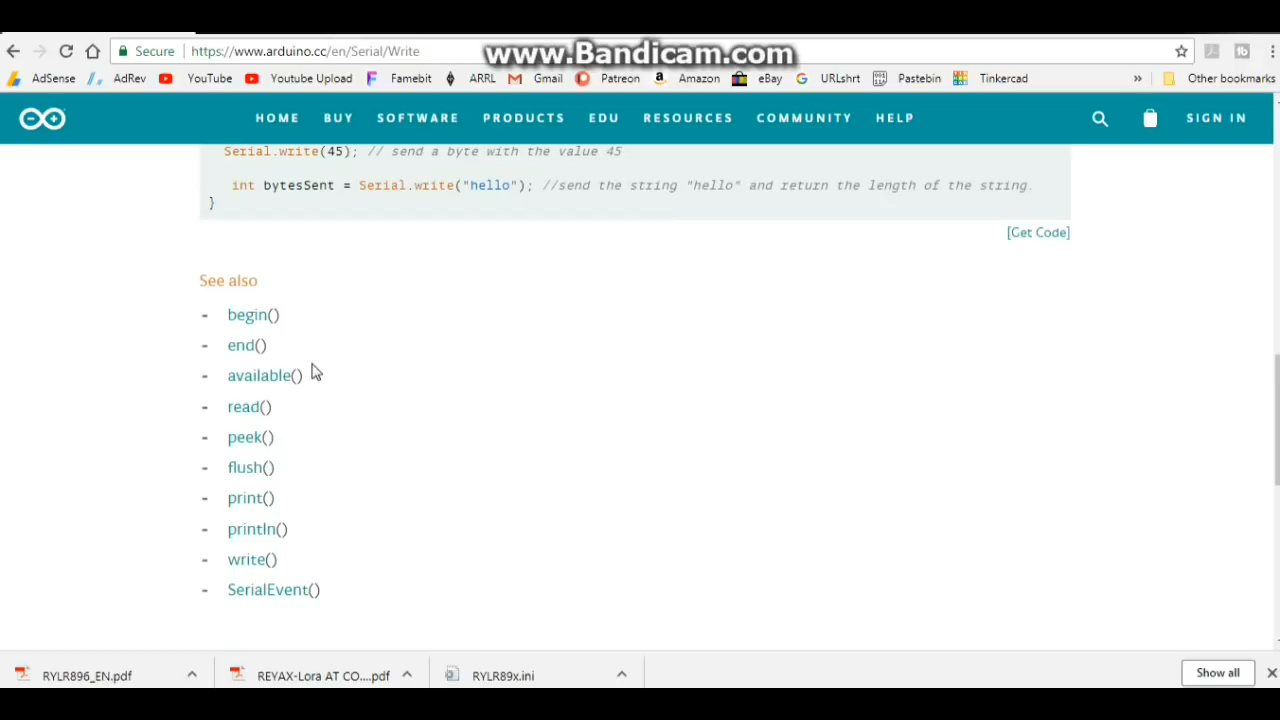 www.Bandicam.com
Secure https://www.arduino.cc/en/Serial/Write
AdSense AdRev YouTube Youtube Upload Famebit ARRL Gmail Patreon Amazon eBay URLshrt Pastebin Tinkercad » Other bookmarks
HOME BUY SOFTWARE PRODUCTS EDU RESOURCES COMMUNITY HELP SIGN IN
Serial.write(45); // send a byte with the value 45
int bytesSent = Serial.write("hello"); //send the string "hello" and return the length of the string.
}
[Get Code]
See also
- begin()
- end()
- available()
- read()
- peek()
- flush()
- print()
- println()
- write()
- SerialEvent()
RYLR896_EN.pdf REYAX-Lora AT CO....pdf RYLR89x.ini Show all